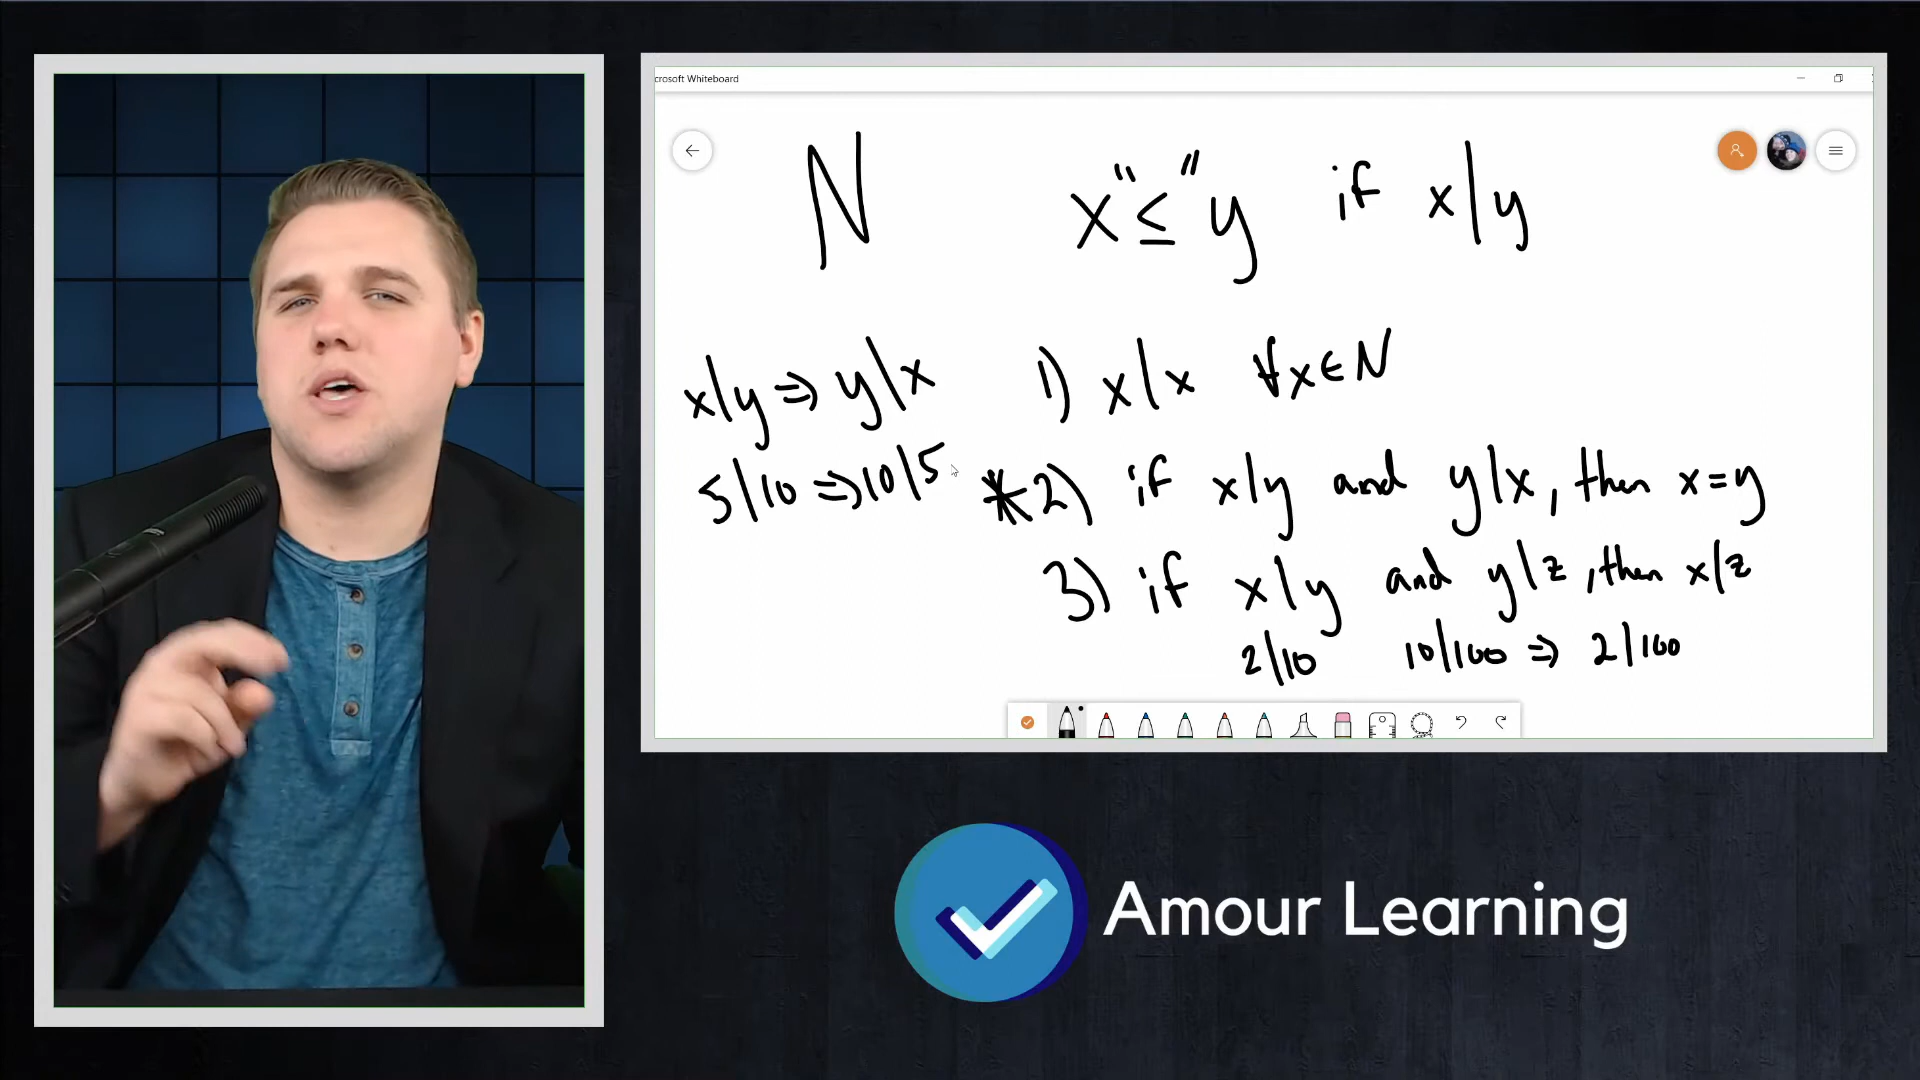 crosoft Whiteboard
N x "≤" y if x|y
x|y ⇒ y|x
5|10 ⇒ 10|5
1) x|x ∀x∈N
*2) if x|y and y|x, then x=y
3) if x|y and y|z, then x|z
2|10 10|100 ⇒ 2|100
Amour Learning